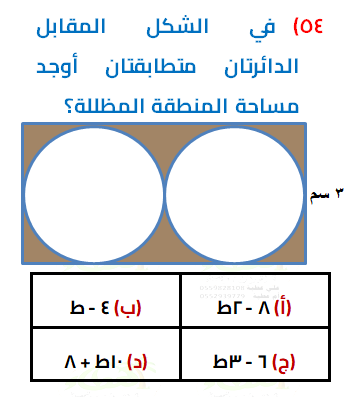 ٥٤) في الشكل المقابل
الدائرتان متطابقتان أوجد
مساحة المنطقة المظللة؟
٣ سم
(أ) ٨ - ٢ط
(ب) ٤ - ط
(ج) ٦ - ٣ط
(د) ١٠ط + ٨